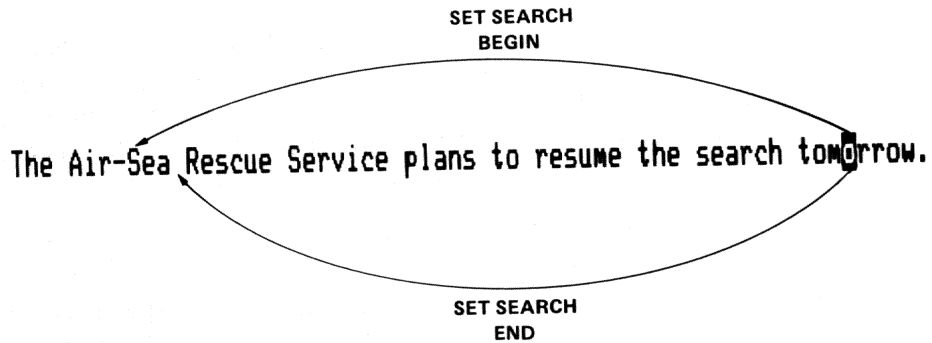 SET SEARCH
BEGIN
The Air-Sea Rescue Service plans to resume the search tomorrow.
SET SEARCH
END